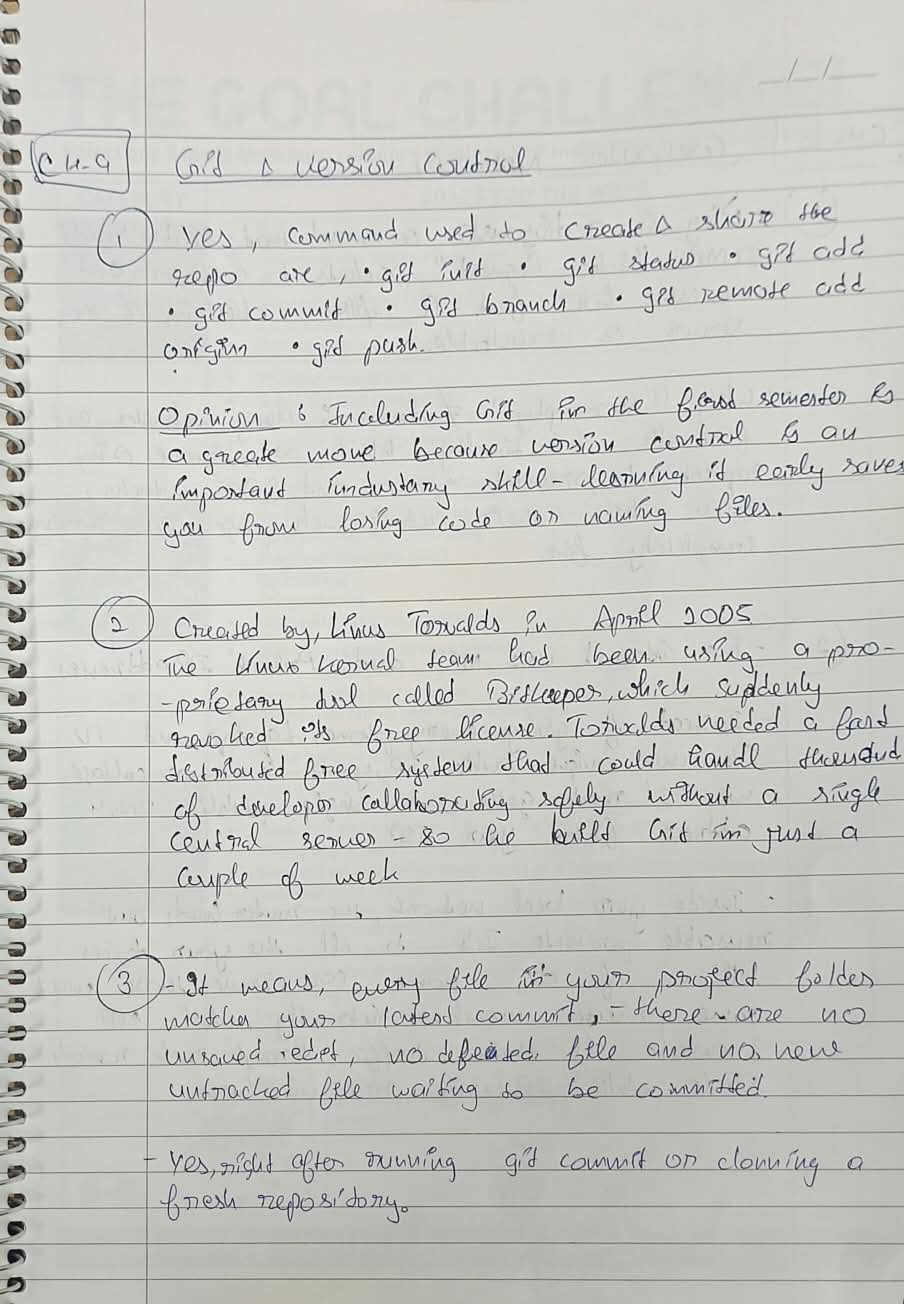 CH-9 Git & version control
1 Yes, command used to create & share the
repo are, • git init • git status • git add
• git commit • git branch • git remote add
origin • git push.
Opinion : Including Git in the first semester is
a greate move because version control is an
important industary skill - learning it early saves
you from losing code or naming files.
2 Created by, Linus Torvalds in April 2005
The Linux kernal team had been using a pro-
-prietary tool called BitKeeper, which suddenly
revoked its free license. Torvalds needed a fast
distributed free system that could handl thousand
of developer collaborating safely without a single
central server - so he built Git in just a
couple of week
3 - It means, every file in your project folder
matches your latest commit, - there are no
unsaved edit, no deleted file and no new
untracked file waiting to be committed.
- Yes, right after running git commit or clonning a
fresh repository.